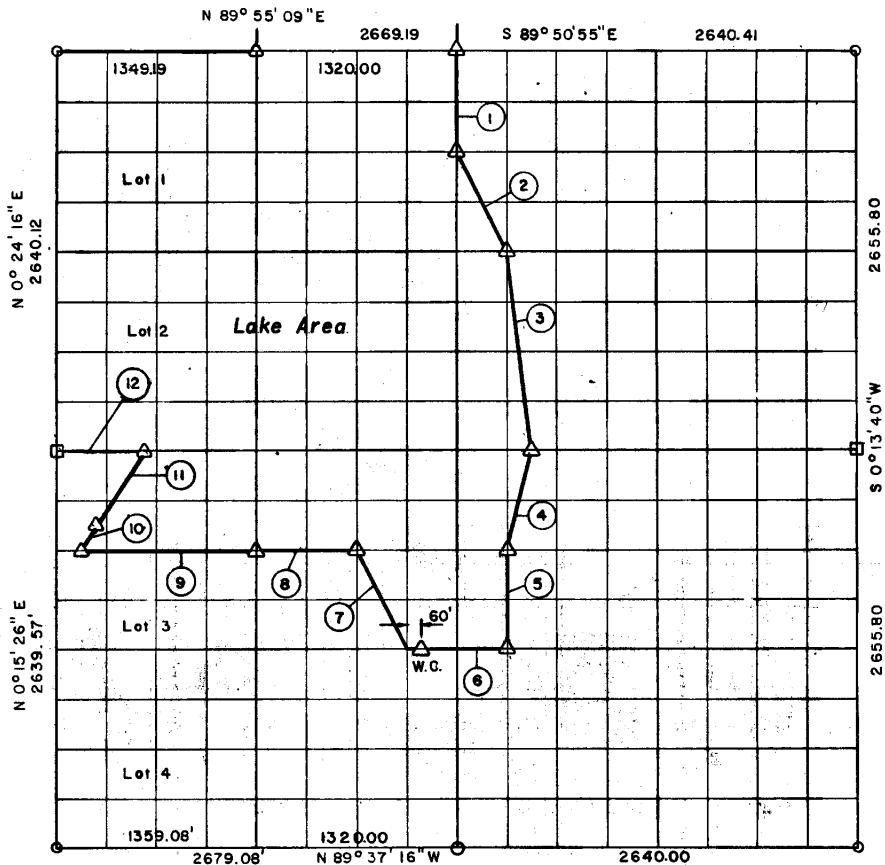 N 89° 55' 09" E
2669.19
S 89° 50' 55" E
2640.41
1349.19
1320.00
1
Lot 1
2
N 0° 24' 16" E
2640.12
2655.80
Lot 2
Lake Area
3
12
S 0° 13' 40" W
11
4
10
9
8
5
7
60'
Lot 3
N 0° 15' 26" E
2639.57'
2655.80
W.C.
6
Lot 4
1359.08'
1320.00
2679.08'
N 89° 37' 16" W
2640.00